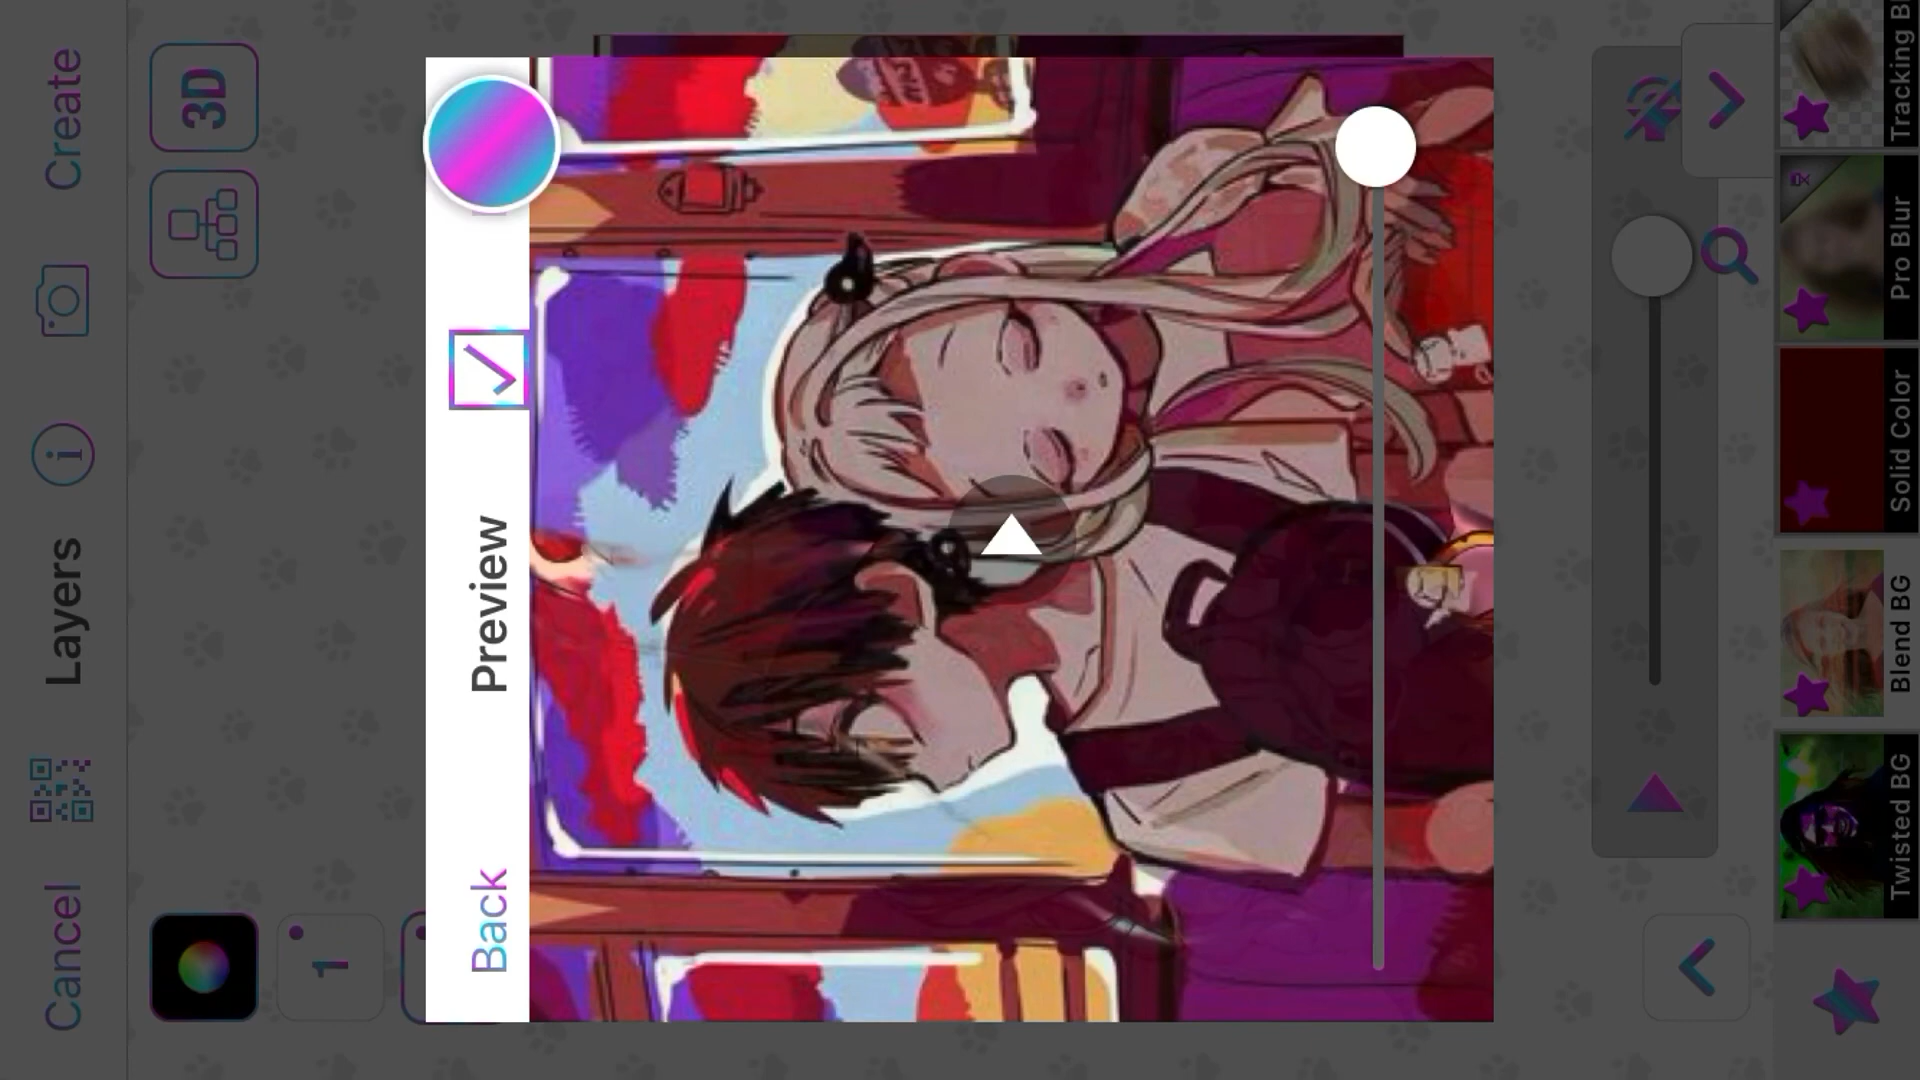 Cancel
Layers
Create
3D
1
Back
Preview
Twisted BG
Blend BG
Solid Color
Pro Blur
Tracking B